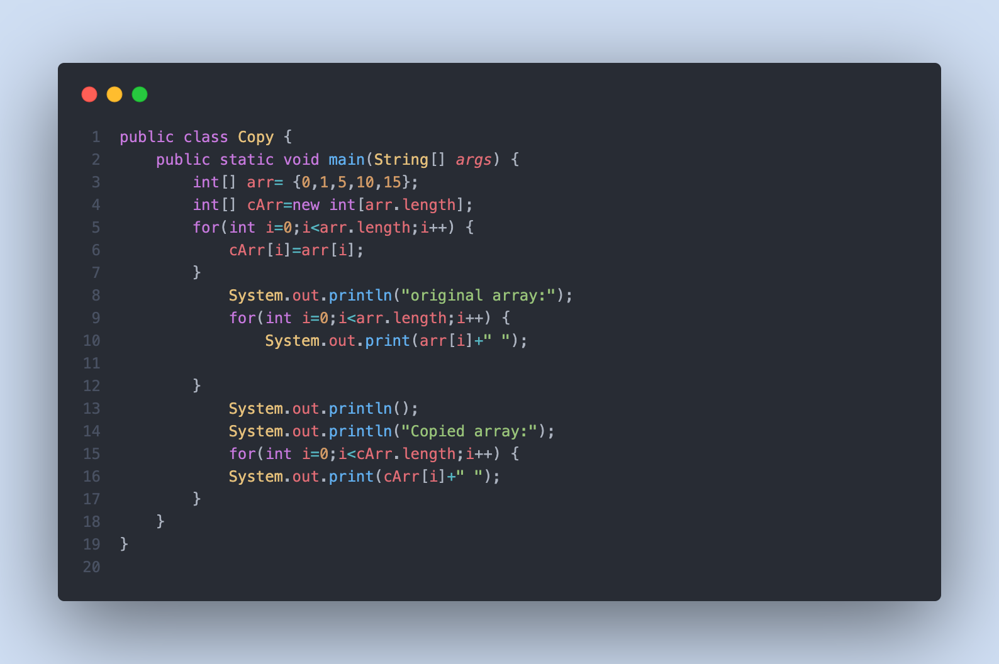 1 public class Copy {
2     public static void main(String[] args) {
3         int[] arr= {0,1,5,10,15};
4         int[] cArr=new int[arr.length];
5         for(int i=0;i<arr.length;i++) {
6             cArr[i]=arr[i];
7         }
8             System.out.println("original array:");
9             for(int i=0;i<arr.length;i++) {
10                 System.out.print(arr[i]+" ");
11
12         }
13             System.out.println();
14             System.out.println("Copied array:");
15             for(int i=0;i<cArr.length;i++) {
16             System.out.print(cArr[i]+" ");
17         }
18     }
19 }
20